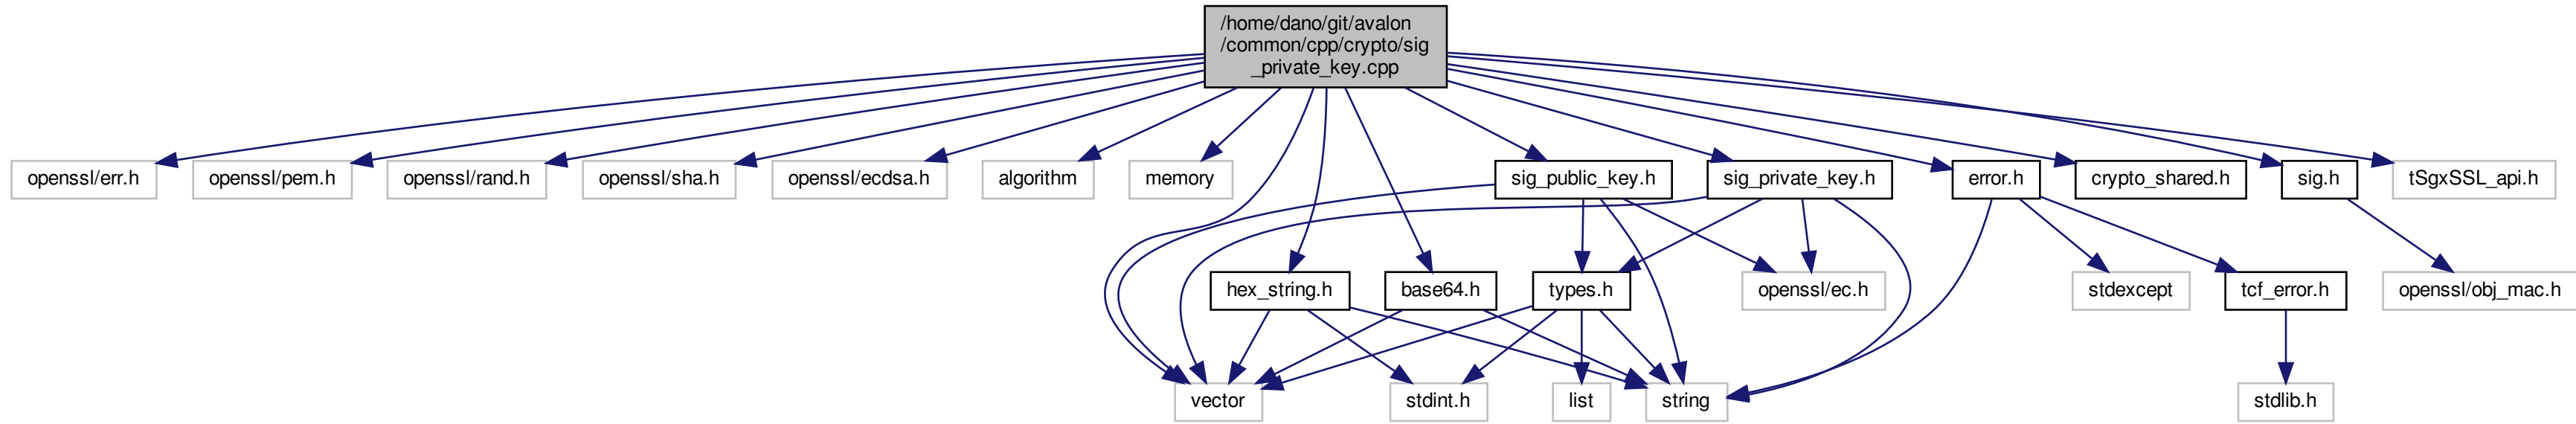 /home/dano/git/avalon
/common/cpp/crypto/sig
_private_key.cpp
openssl/err.h
openssl/pem.h
openssl/rand.h
openssl/sha.h
openssl/ecdsa.h
algorithm
memory
sig_public_key.h
sig_private_key.h
error.h
crypto_shared.h
sig.h
tSgxSSL_api.h
hex_string.h
base64.h
types.h
openssl/ec.h
stdexcept
tcf_error.h
openssl/obj_mac.h
vector
stdint.h
list
string
stdlib.h